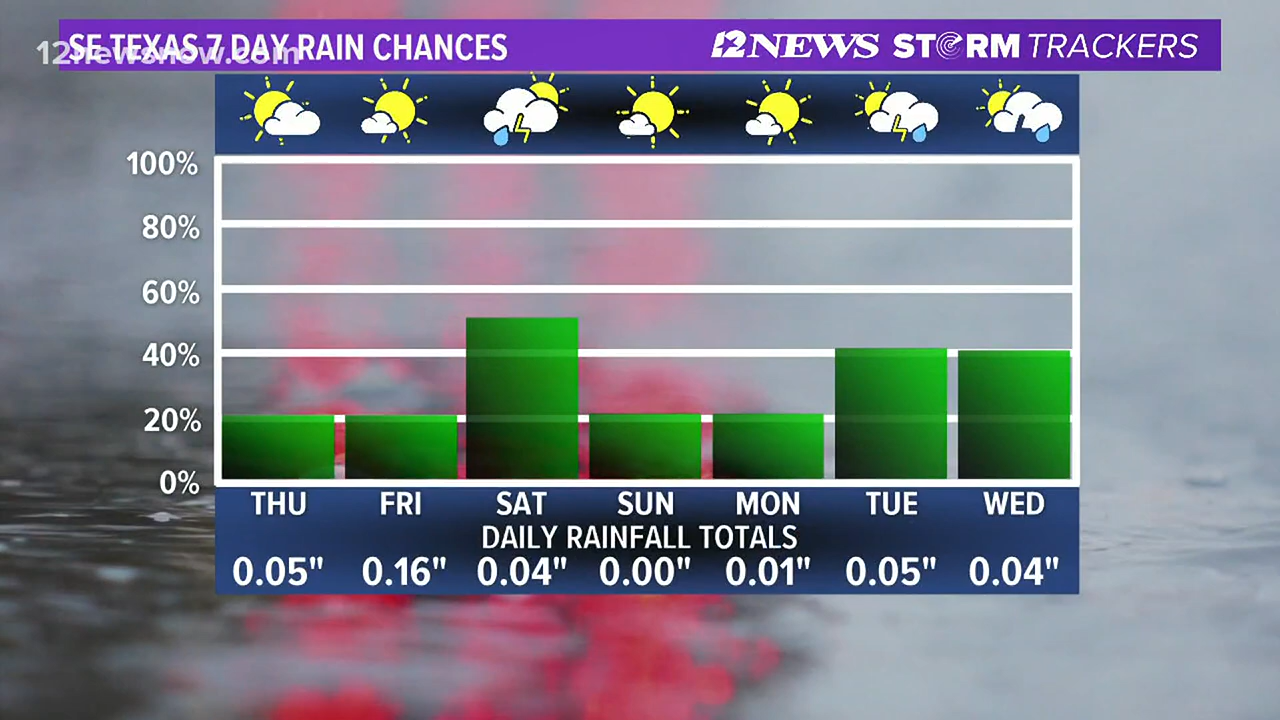 SE TEXAS 7 DAY RAIN CHANCES
12newsnow.com
12NEWS STORM TRACKERS
100%
80%
60%
40%
20%
0%
THU FRI SAT SUN MON TUE WED
DAILY RAINFALL TOTALS
0.05" 0.16" 0.04" 0.00" 0.01" 0.05" 0.04"